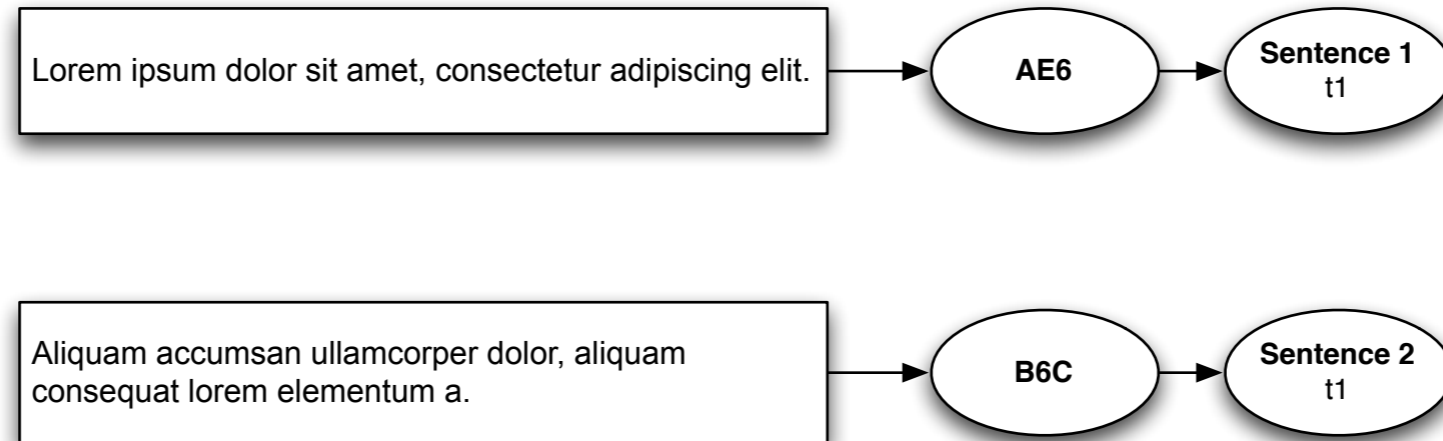 Lorem ipsum dolor sit amet, consectetur adipiscing elit.
AE6
Sentence 1
t1
Aliquam accumsan ullamcorper dolor, aliquam
consequat lorem elementum a.
B6C
Sentence 2
t1